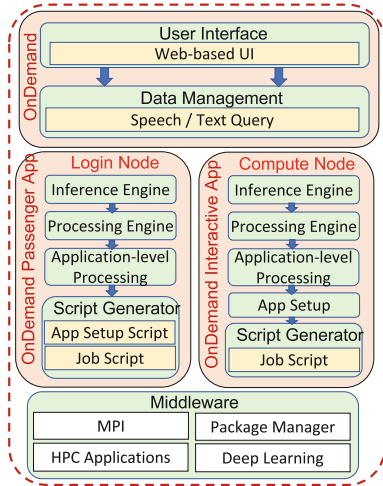 OnDemand
User Interface
Web-based UI
Data Management
Speech / Text Query
OnDemand Passenger App
Login Node
Inference Engine
Processing Engine
Application-level
Processing
Script Generator
App Setup Script
Job Script
OnDemand Interactive App
Compute Node
Inference Engine
Processing Engine
Application-level
Processing
App Setup
Script Generator
Job Script
Middleware
MPI
Package Manager
HPC Applications
Deep Learning